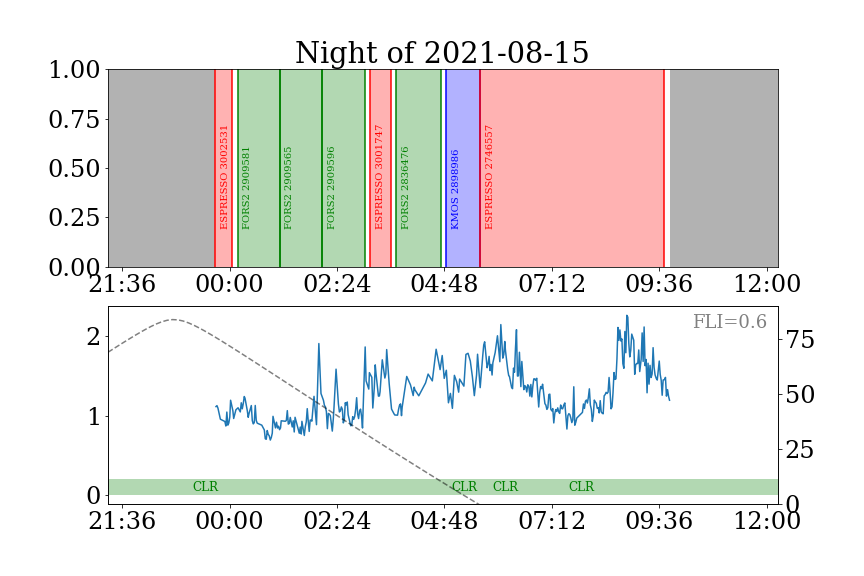 Night of 2021-08-15
1.00
0.75
0.50
0.25
0.00
ESPRESSO 3002531
FORS2 2909581
FORS2 2909565
FORS2 2909596
ESPRESSO 3001747
FORS2 2836476
KMOS 2898986
ESPRESSO 2746557
21:36 00:00 02:24 04:48 07:12 09:36 12:00
FLI=0.6
2
1
0
75
50
25
0
CLR CLR CLR CLR
21:36 00:00 02:24 04:48 07:12 09:36 12:00